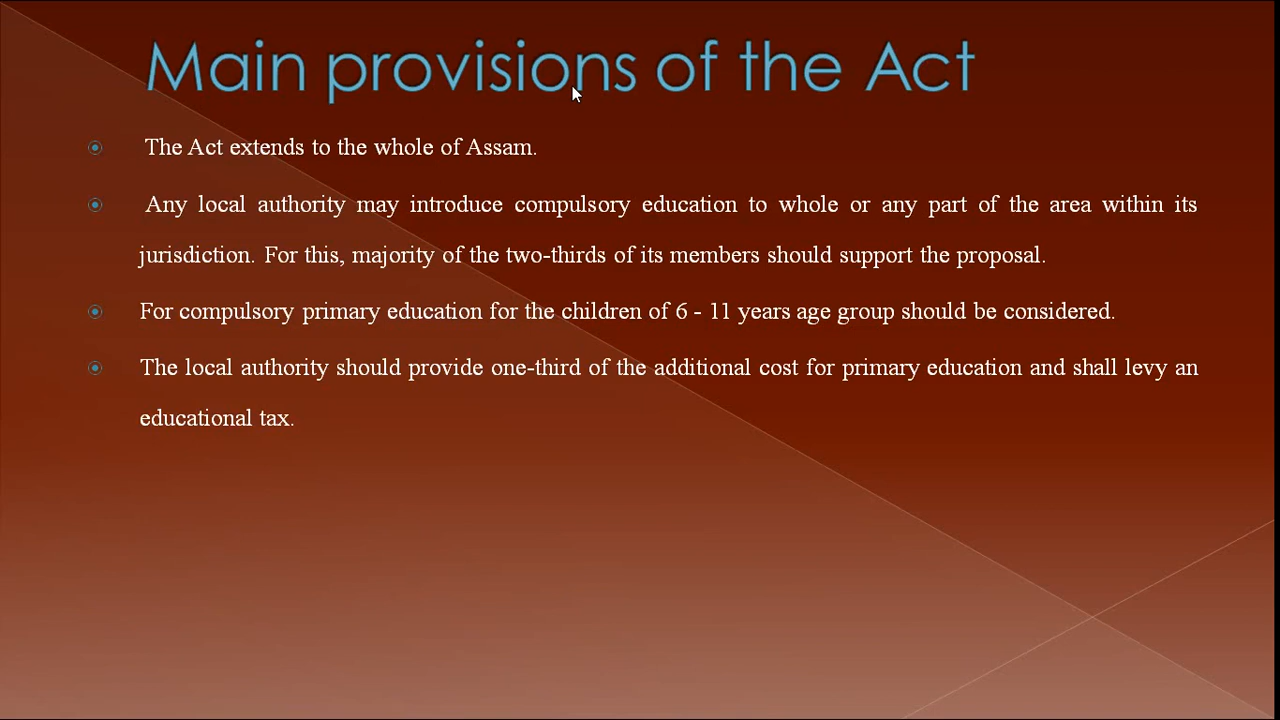 Main provisions of the Act
The Act extends to the whole of Assam.
Any local authority may introduce compulsory education to whole or any part of the area within its
jurisdiction. For this, majority of the two-thirds of its members should support the proposal.
For compulsory primary education for the children of 6 - 11 years age group should be considered.
The local authority should provide one-third of the additional cost for primary education and shall levy an
educational tax.